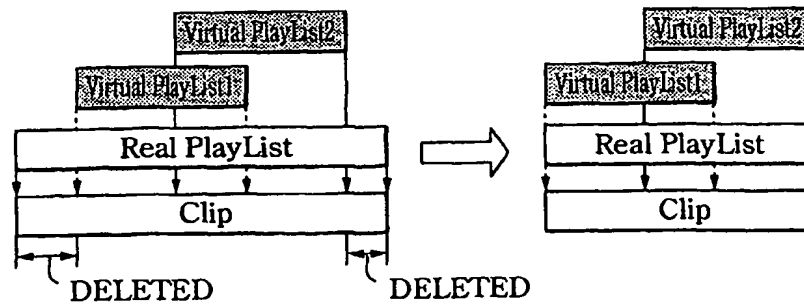 Virtual PlayList2
Virtual PlayList1
Real PlayList
Clip
DELETED
DELETED
Virtual PlayList2
Virtual PlayList1
Real PlayList
Clip